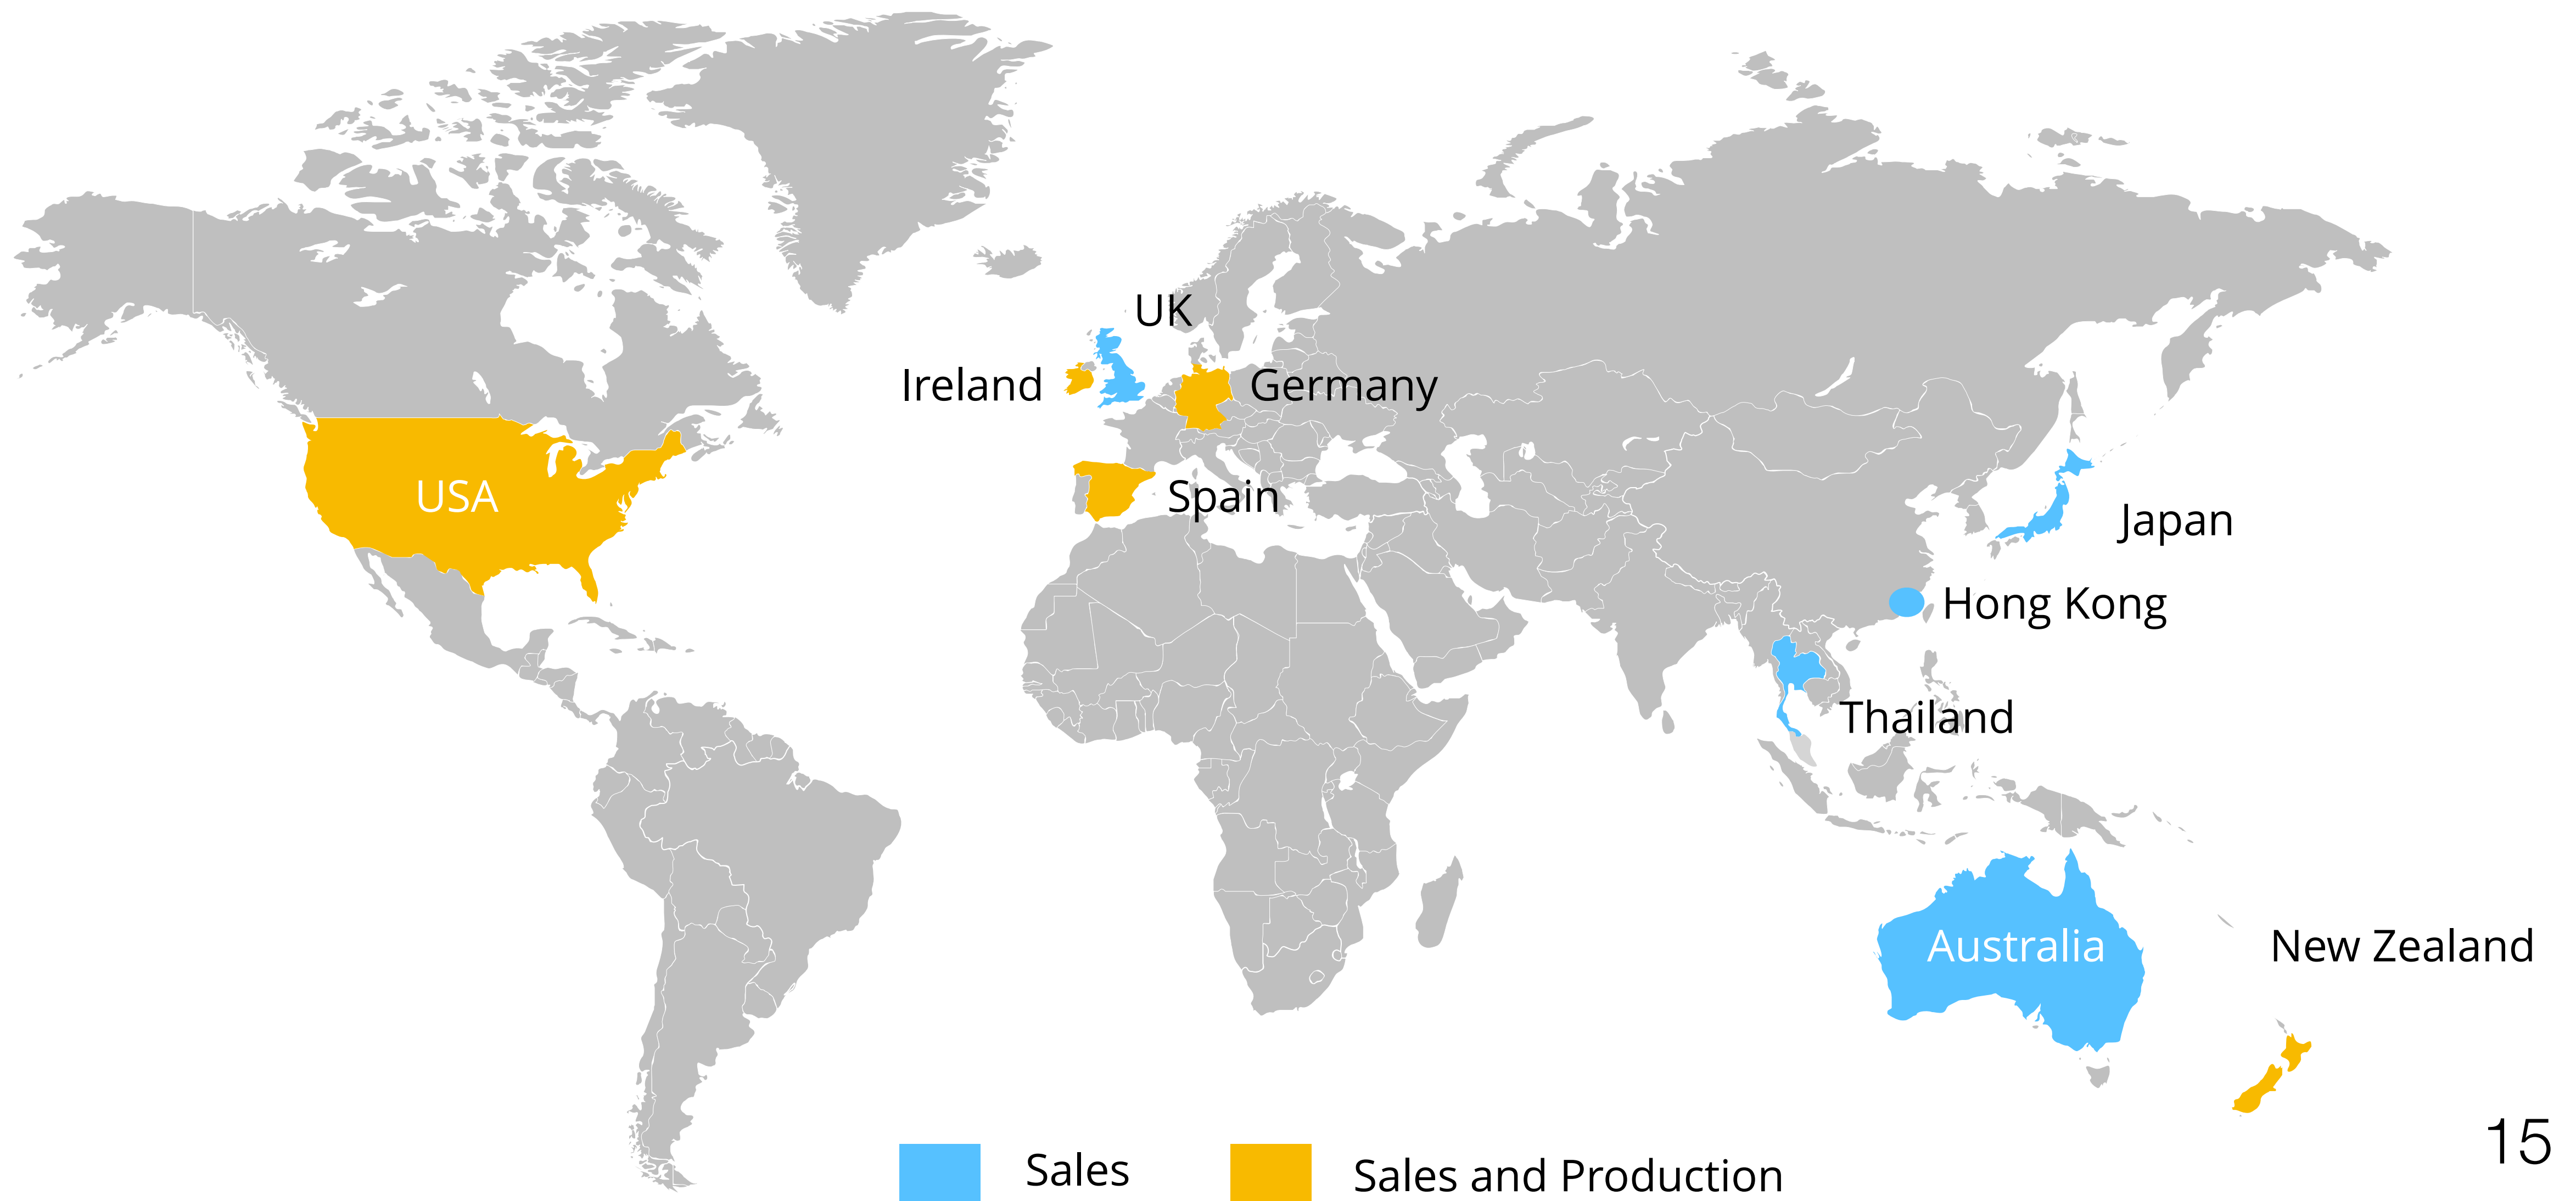 UK
Ireland
Germany
USA
Spain
Japan
Hong Kong
Thailand
Australia
New Zealand
15
Sales
Sales and Production